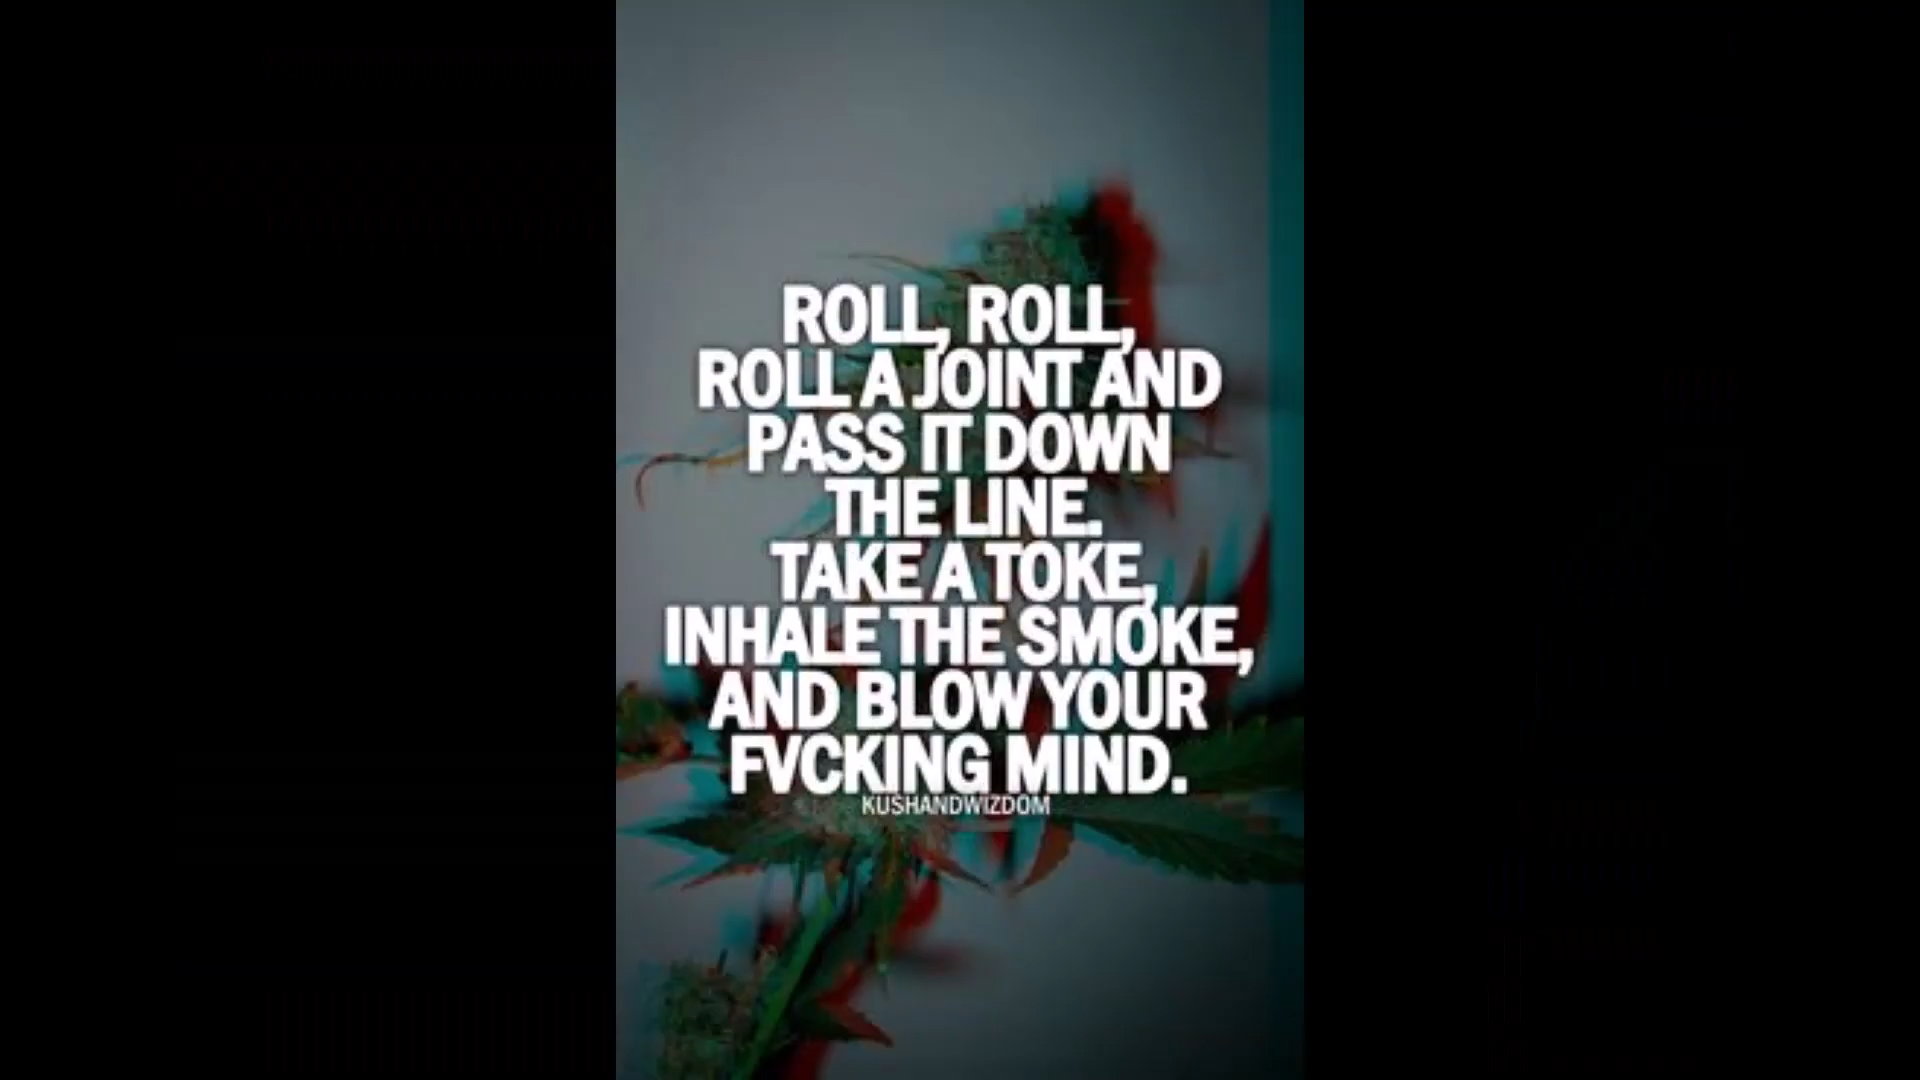 ROLL, ROLL,
ROLL A JOINT AND
PASS IT DOWN
THE LINE.
TAKE A TOKE,
INHALE THE SMOKE,
AND BLOW YOUR
FVCKING MIND.
KUSHANDWIZDOM